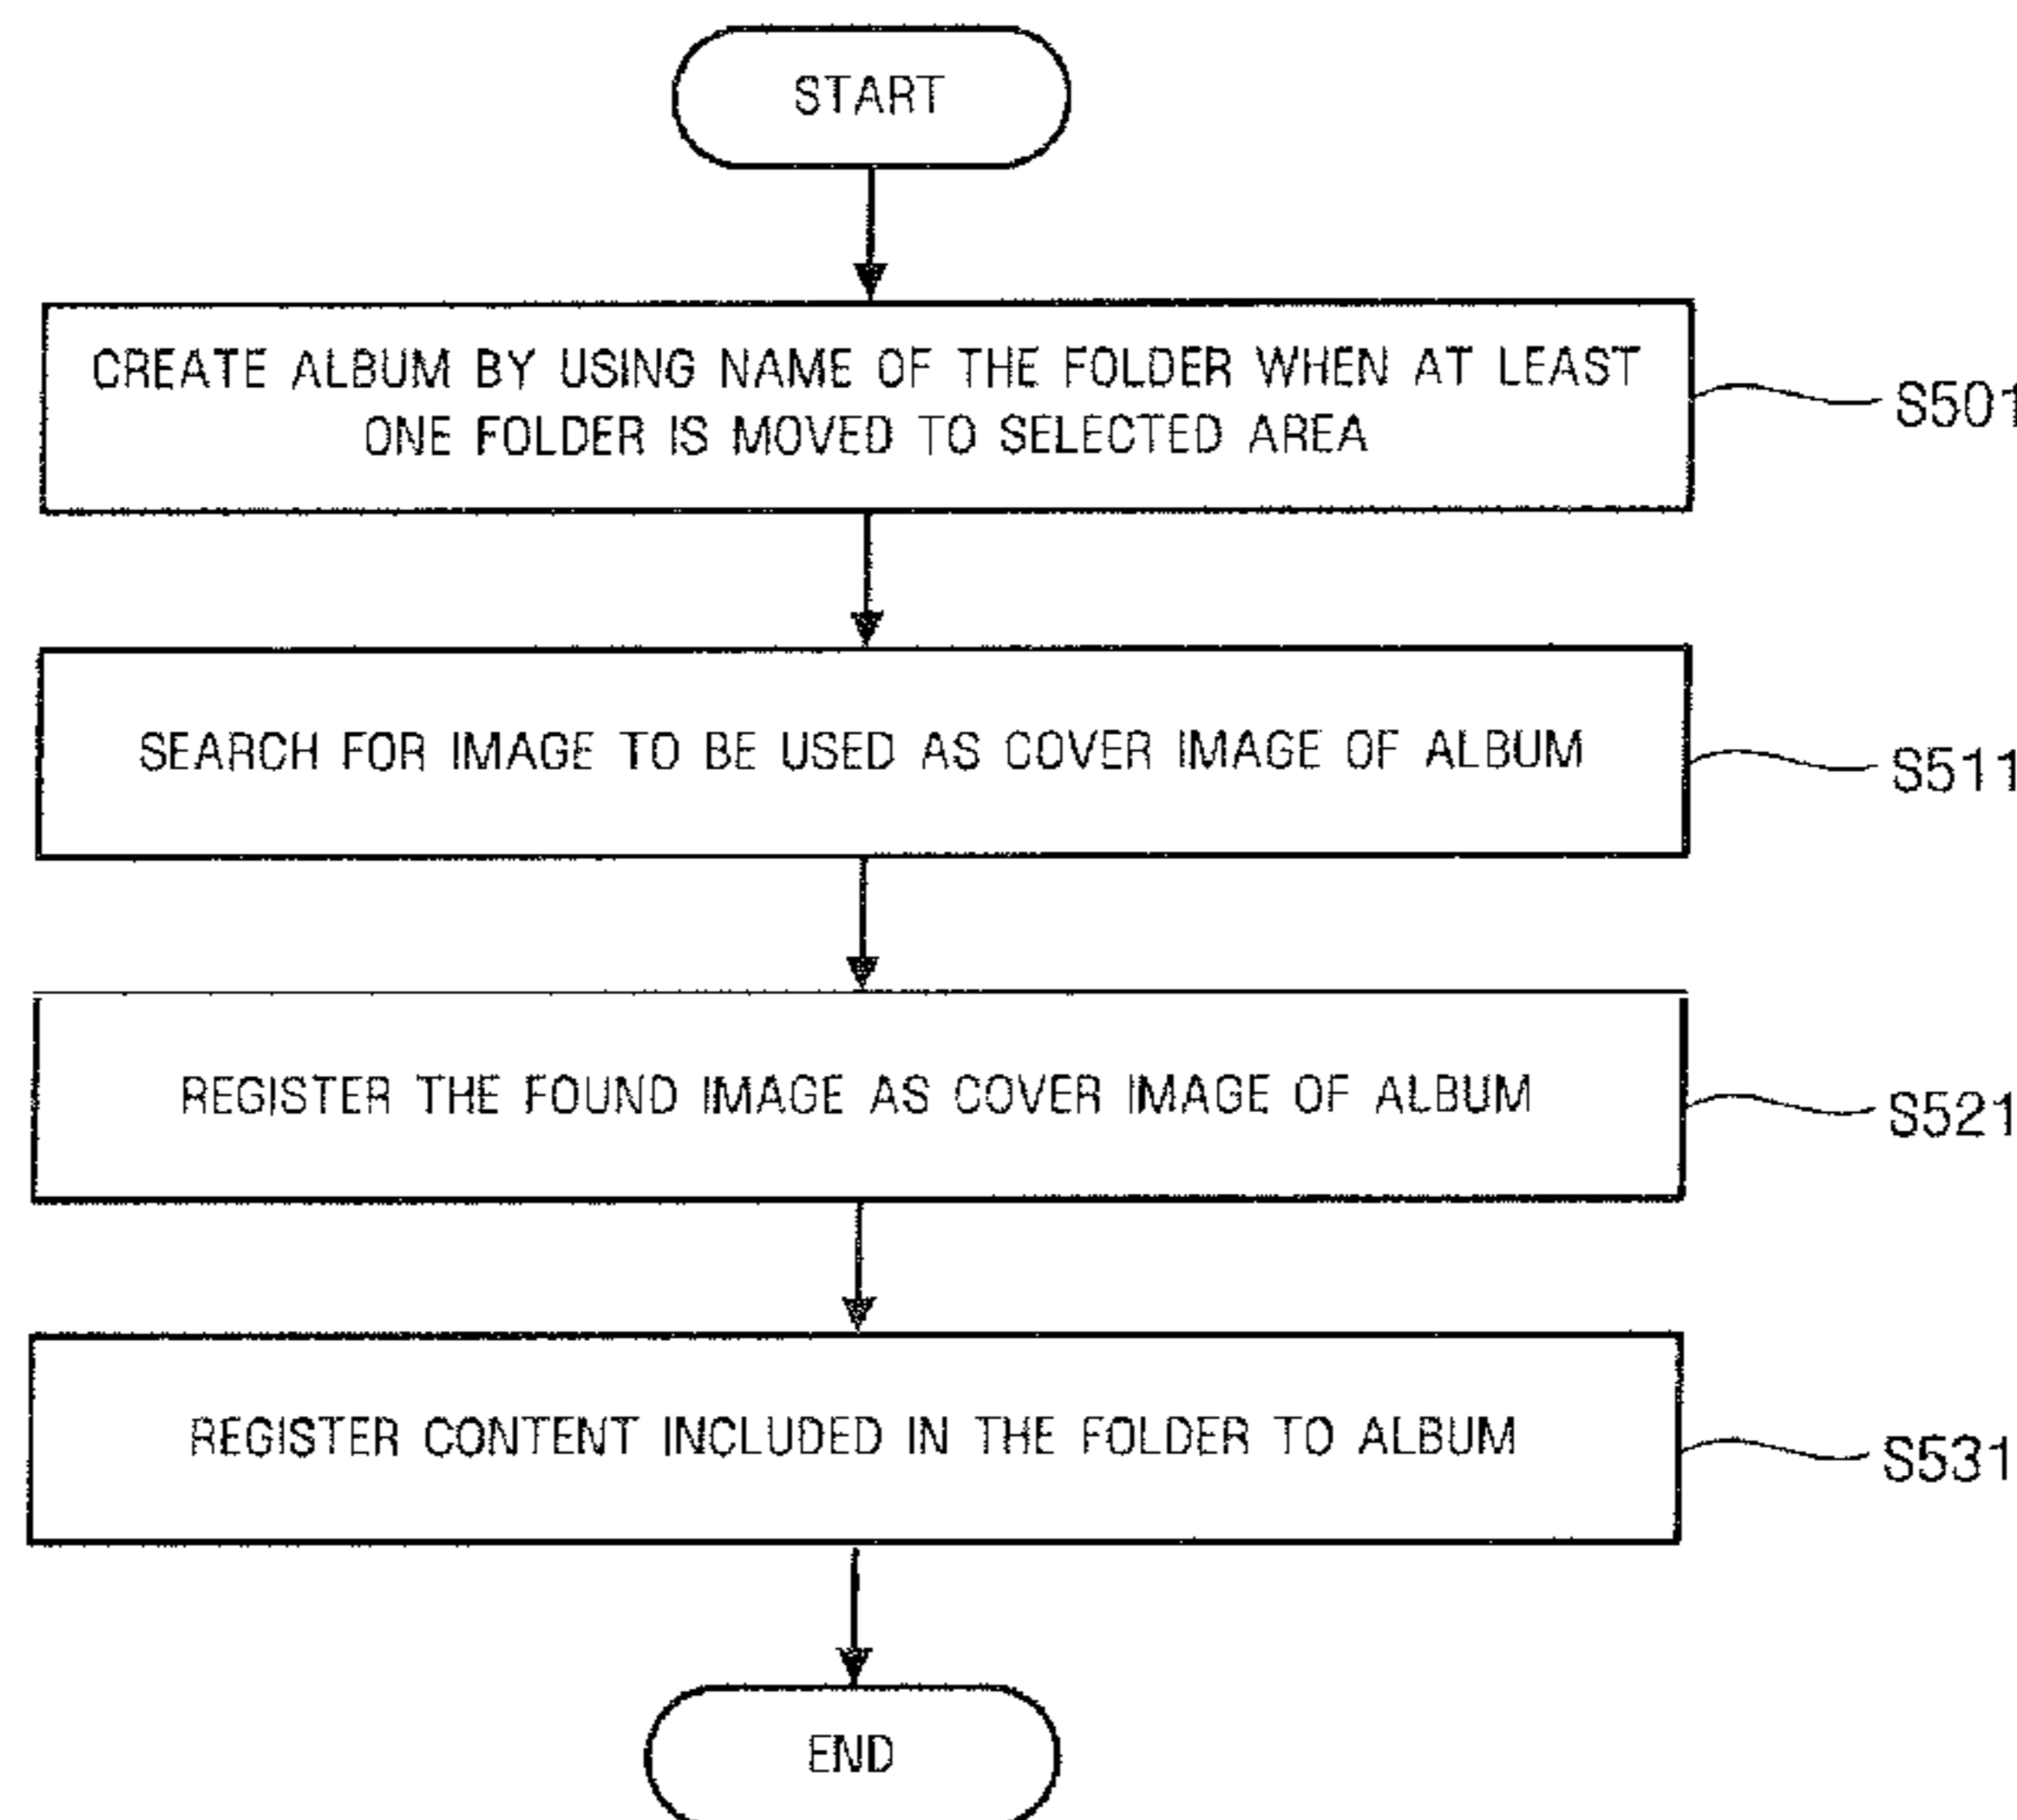 START
CREATE ALBUM BY USING NAME OF THE FOLDER WHEN AT LEAST
ONE FOLDER IS MOVED TO SELECTED AREA
S501
SEARCH FOR IMAGE TO BE USED AS COVER IMAGE OF ALBUM
S511
REGISTER THE FOUND IMAGE AS COVER IMAGE OF ALBUM
S521
REGISTER CONTENT INCLUDED IN THE FOLDER TO ALBUM
S531
END